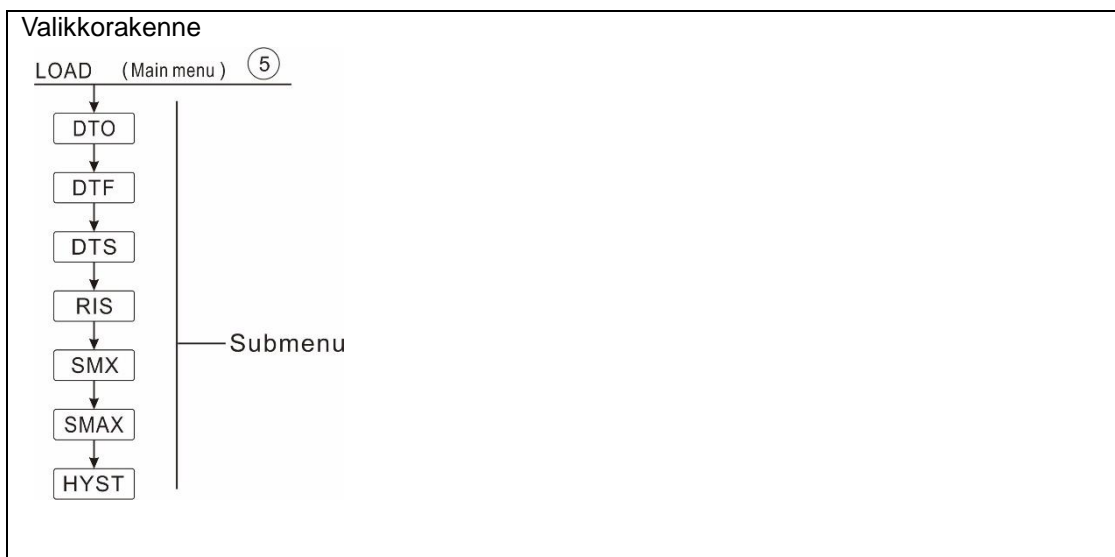 Valikkorakenne
LOAD (Main menu) 5
DTO
DTF
DTS
RIS
Submenu
SMX
SMAX
HYST